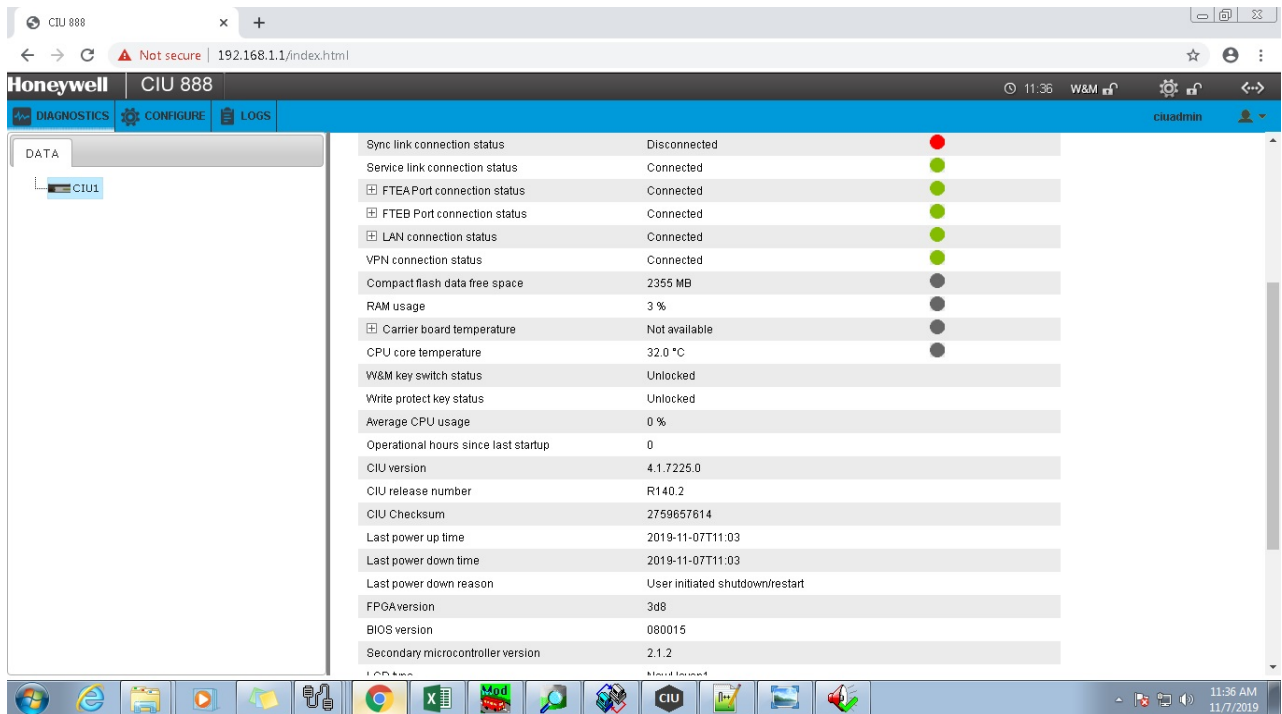 CIU 888
Not secure | 192.168.1.1/index.html
Honeywell CIU 888 11:36 W&M
DIAGNOSTICS CONFIGURE LOGS ciuadmin
DATA
CIU1
Sync link connection status Disconnected
Service link connection status Connected
FTEA Port connection status Connected
FTEB Port connection status Connected
LAN connection status Connected
VPN connection status Connected
Compact flash data free space 2355 MB
RAM usage 3 %
Carrier board temperature Not available
CPU core temperature 32.0 °C
W&M key switch status Unlocked
Write protect key status Unlocked
Average CPU usage 0 %
Operational hours since last startup 0
CIU version 4.1.7225.0
CIU release number R140.2
CIU Checksum 2759657614
Last power up time 2019-11-07T11:03
Last power down time 2019-11-07T11:03
Last power down reason User initiated shutdown/restart
FPGA version 3d8
BIOS version 080015
Secondary microcontroller version 2.1.2
Mod
CIU
11:36 AM
11/7/2019